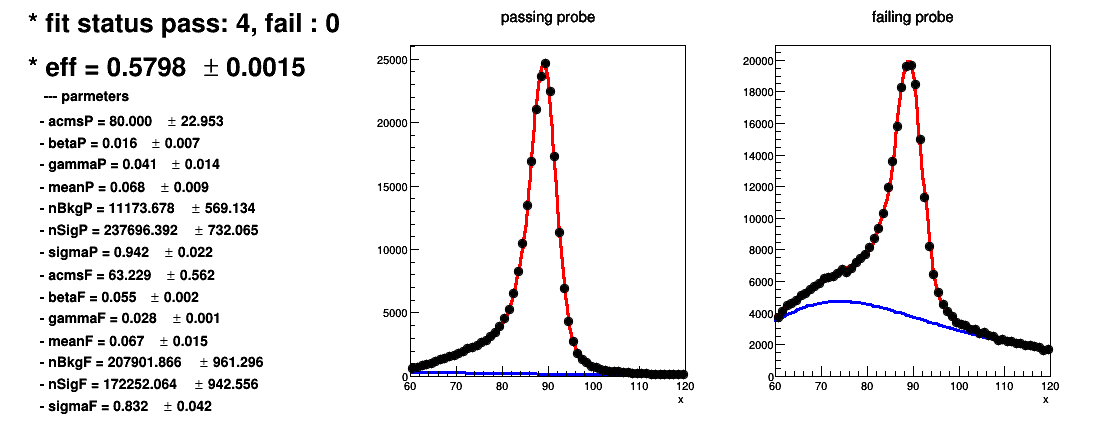 * fit status pass: 4, fail : 0
* eff = 0.5798 ± 0.0015
--- parmeters
- acmsP = 80.000 ± 22.953
- betaP = 0.016 ± 0.007
- gammaP = 0.041 ± 0.014
- meanP = 0.068 ± 0.009
- nBkgP = 11173.678 ± 569.134
- nSigP = 237696.392 ± 732.065
- sigmaP = 0.942 ± 0.022
- acmsF = 63.229 ± 0.562
- betaF = 0.055 ± 0.002
- gammaF = 0.028 ± 0.001
- meanF = 0.067 ± 0.015
- nBkgF = 207901.866 ± 961.296
- nSigF = 172252.064 ± 942.556
- sigmaF = 0.832 ± 0.042
passing probe
25000
20000
15000
10000
5000
0
60 70 80 90 100 110 120
x
failing probe
20000
18000
16000
14000
12000
10000
8000
6000
4000
2000
0
60 70 80 90 100 110 120
x